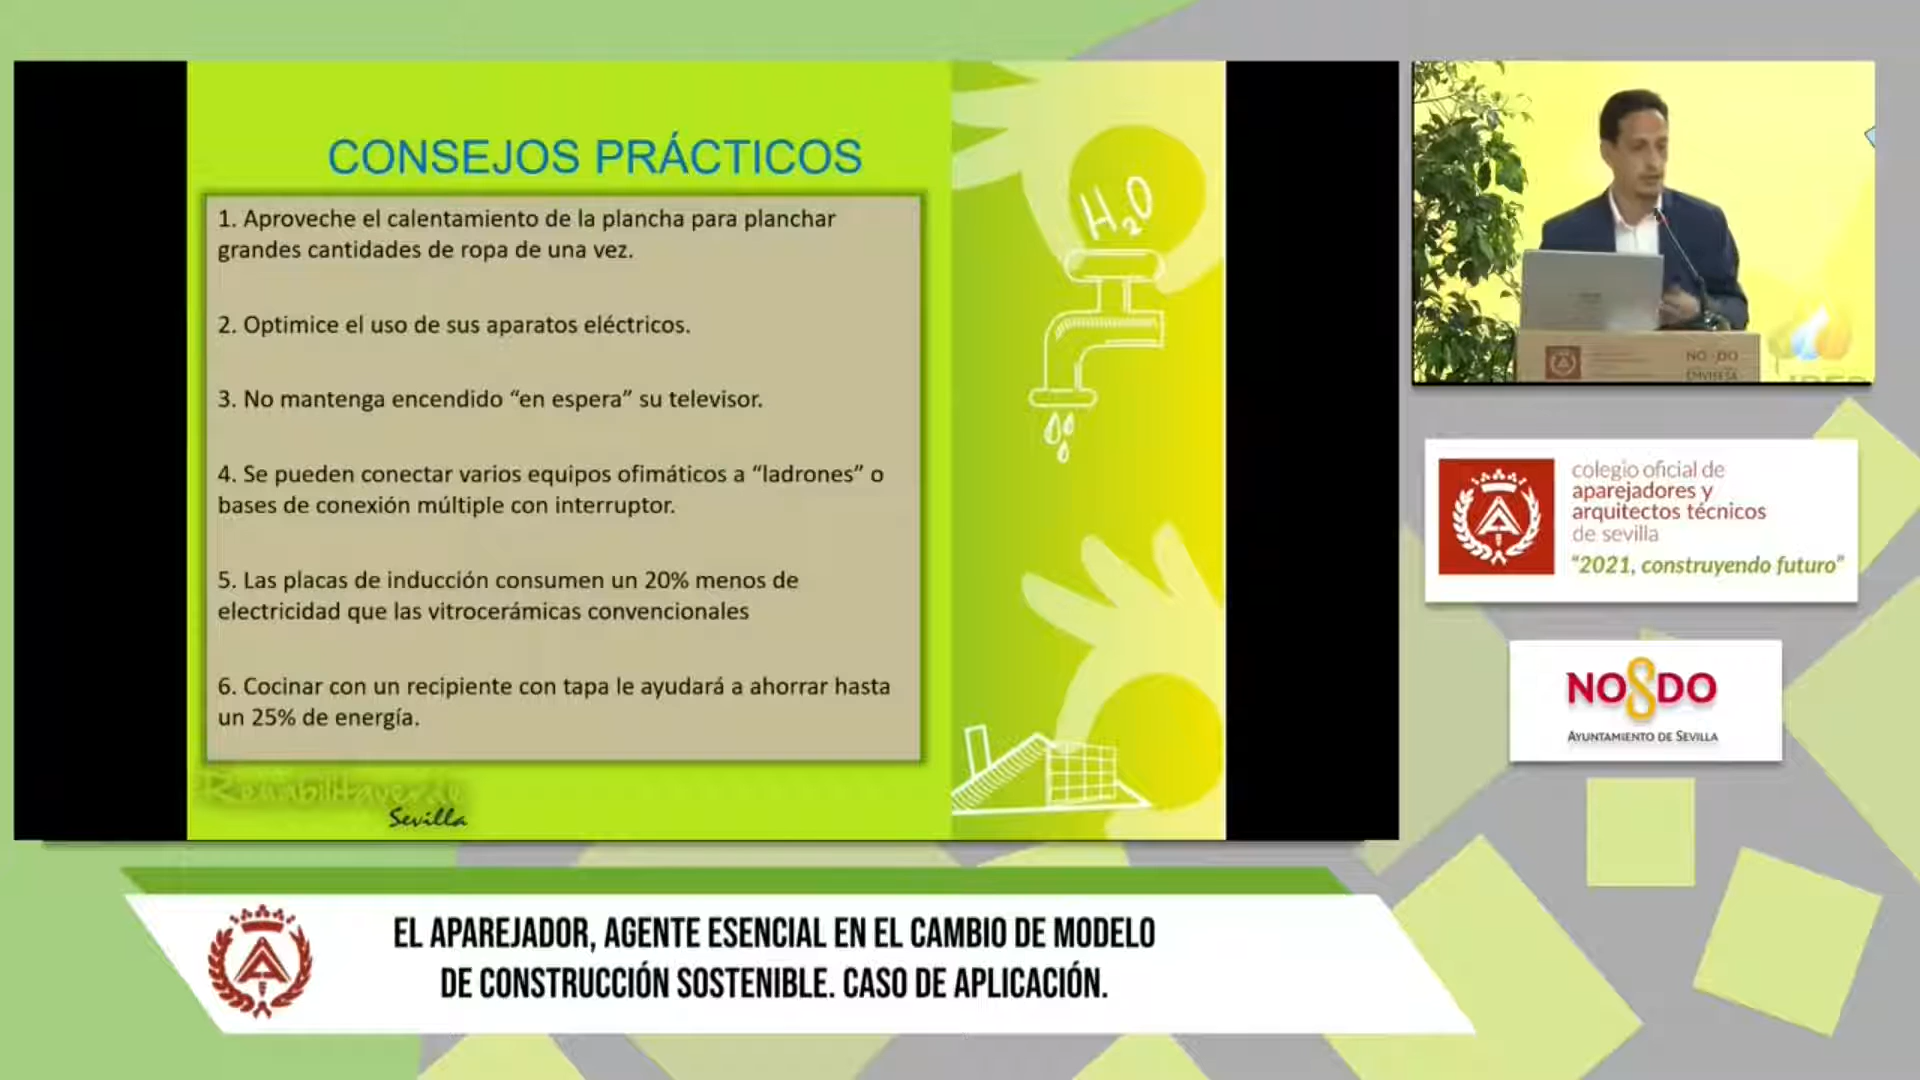 CONSEJOS PRÁCTICOS
1. Aproveche el calentamiento de la plancha para planchar
grandes cantidades de ropa de una vez.
2. Optimice el uso de sus aparatos eléctricos.
3. No mantenga encendido “en espera” su televisor.
4. Se pueden conectar varios equipos ofimáticos a “ladrones” o
bases de conexión múltiple con interruptor.
5. Las placas de inducción consumen un 20% menos de
electricidad que las vitrocerámicas convencionales
6. Cocinar con un recipiente con tapa le ayudará a ahorrar hasta
un 25% de energía.
Sevilla
H₂O
NO DO
colegio oficial de
aparejadores y
arquitectos técnicos
de sevilla
“2021, construyendo futuro”
NO8DO
AYUNTAMIENTO DE SEVILLA
EL APAREJADOR, AGENTE ESENCIAL EN EL CAMBIO DE MODELO
DE CONSTRUCCIÓN SOSTENIBLE. CASO DE APLICACIÓN.